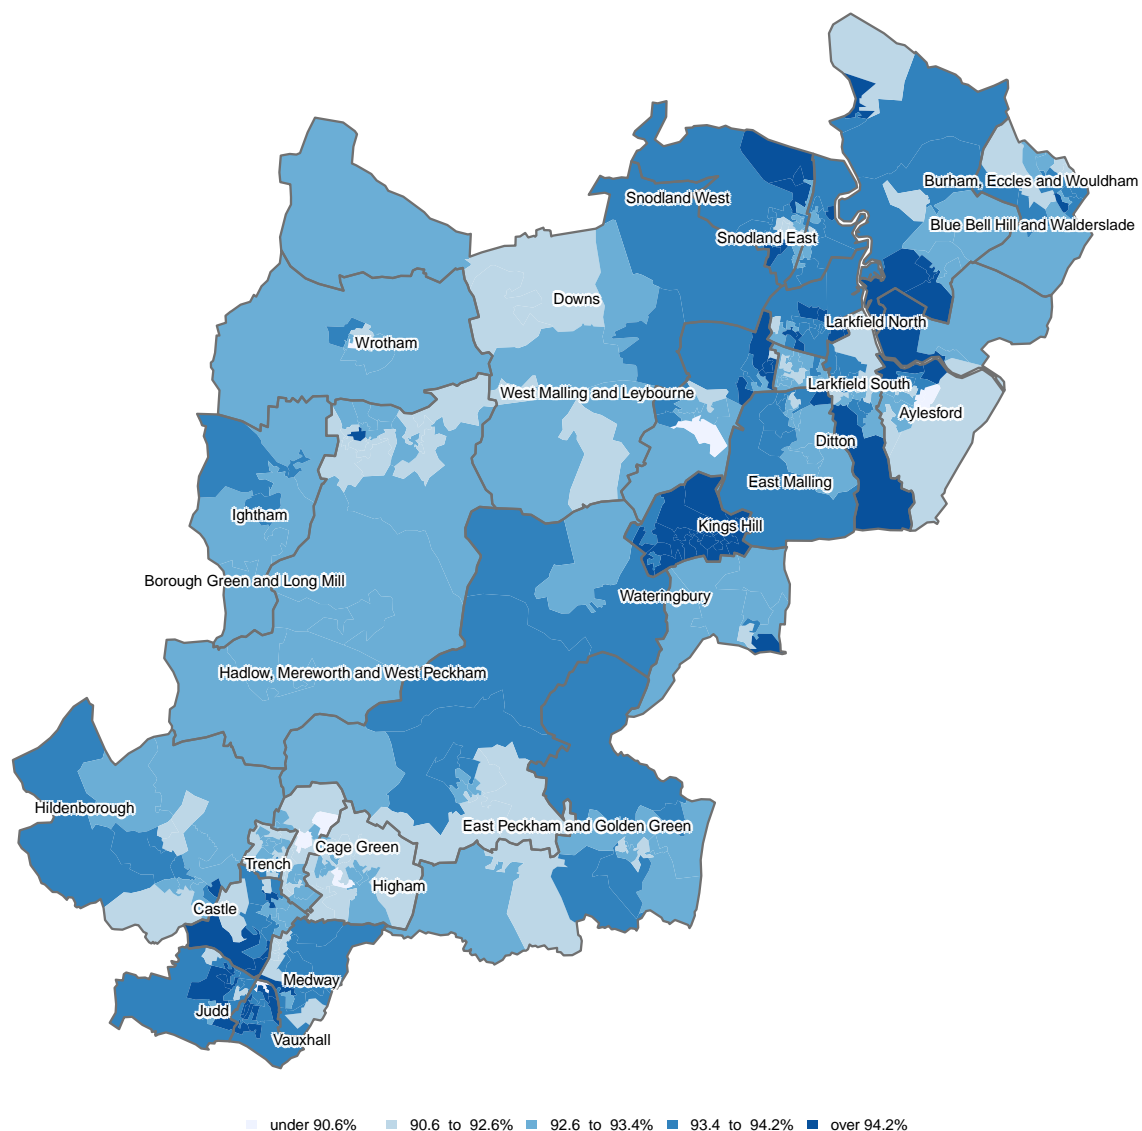 Burham, Eccles and Wouldham
Snodland West
Blue Bell Hill and Walderslade
Snodland East
Downs
Larkfield North
Wrotham
Larkfield South
West Malling and Leybourne
Aylesford
Ditton
East Malling
Ightham
Kings Hill
Borough Green and Long Mill
Wateringbury
Hadlow, Mereworth and West Peckham
Hildenborough
East Peckham and Golden Green
Cage Green
Trench
Higham
Castle
Medway
Judd
Vauxhall
under 90.6% 90.6 to 92.6% 92.6 to 93.4% 93.4 to 94.2% over 94.2%